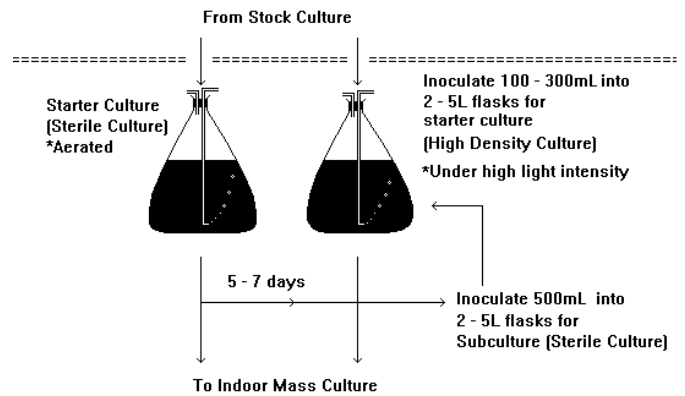 From Stock Culture
Starter Culture
(Sterile Culture)
*Aerated
Inoculate 100 - 300mL into
2 - 5L flasks for
starter culture
(High Density Culture)
*Under high light intensity
5 - 7 days
Inoculate 500mL into
2 - 5L flasks for
Subculture (Sterile Culture)
To Indoor Mass Culture